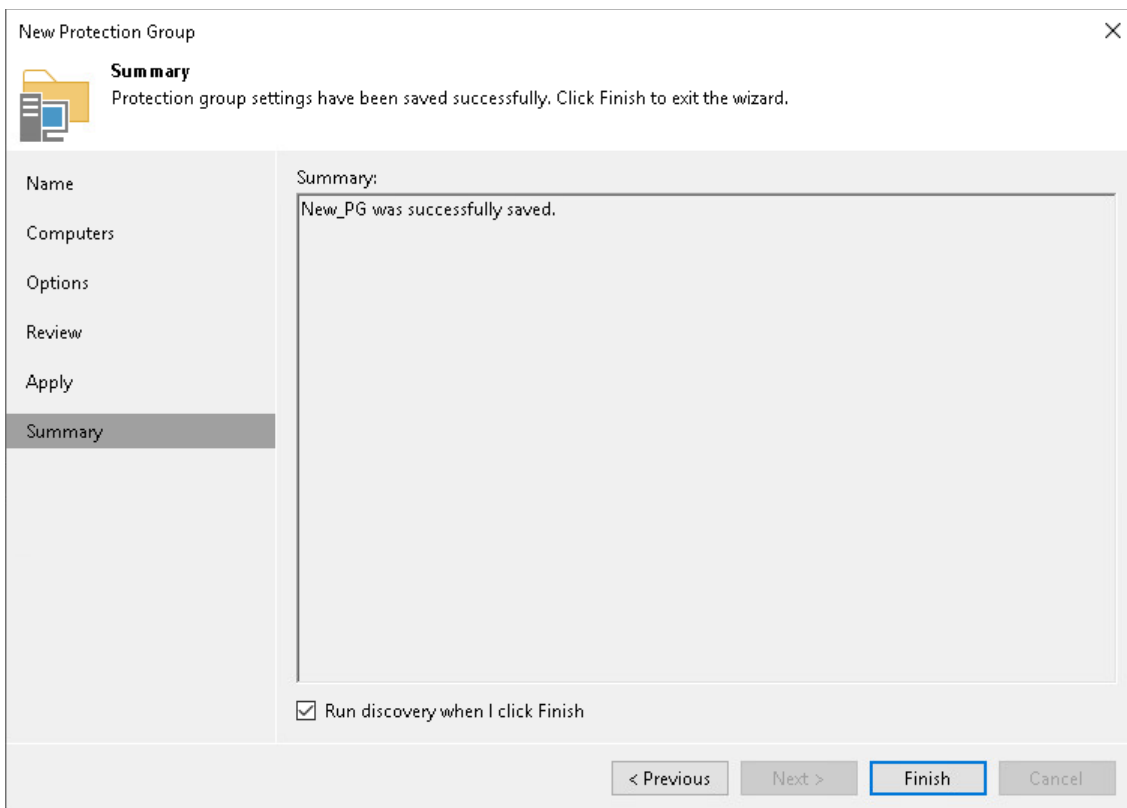 New Protection Group
Summary
Protection group settings have been saved successfully. Click Finish to exit the wizard.
Name
Computers
Options
Review
Apply
Summary
Summary:
New_PG was successfully saved.
Run discovery when I click Finish
< Previous
Next >
Finish
Cancel